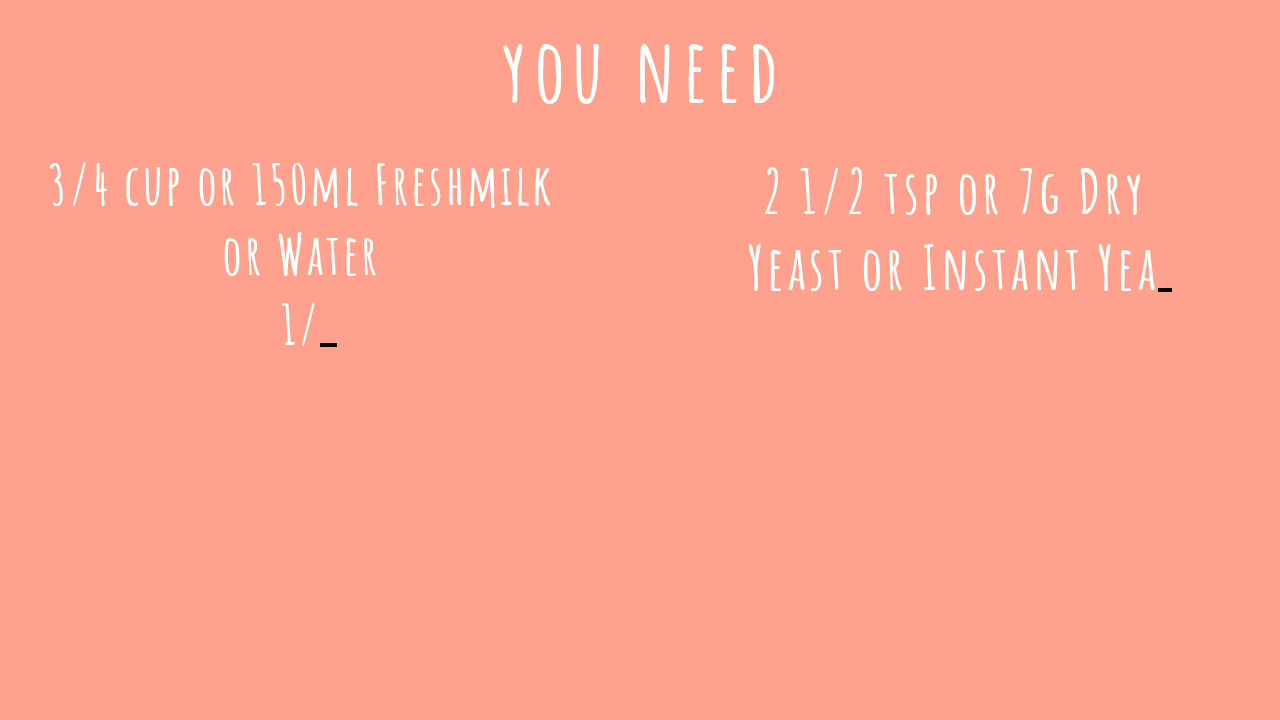 YOU NEED
3/4 cup or 150ml Freshmilk
or Water
1/
2 1/2 tsp or 7g Dry
Yeast or Instant Yea